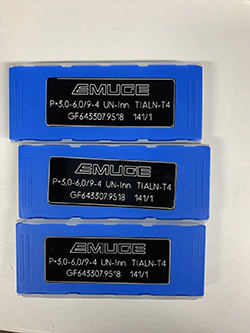 EMUGE
P=3,0-6,0/9-4 UN-Inn. TIALN-T4
GF643307.9518 141/1
EMUGE
P=3,0-6,0/9-4 UN-Inn. TIALN-T4
GF643307.9518 141/1
EMUGE
P=3,0-6,0/9-4 UN-Inn. TIALN-T4
GF643307.9518 141/1